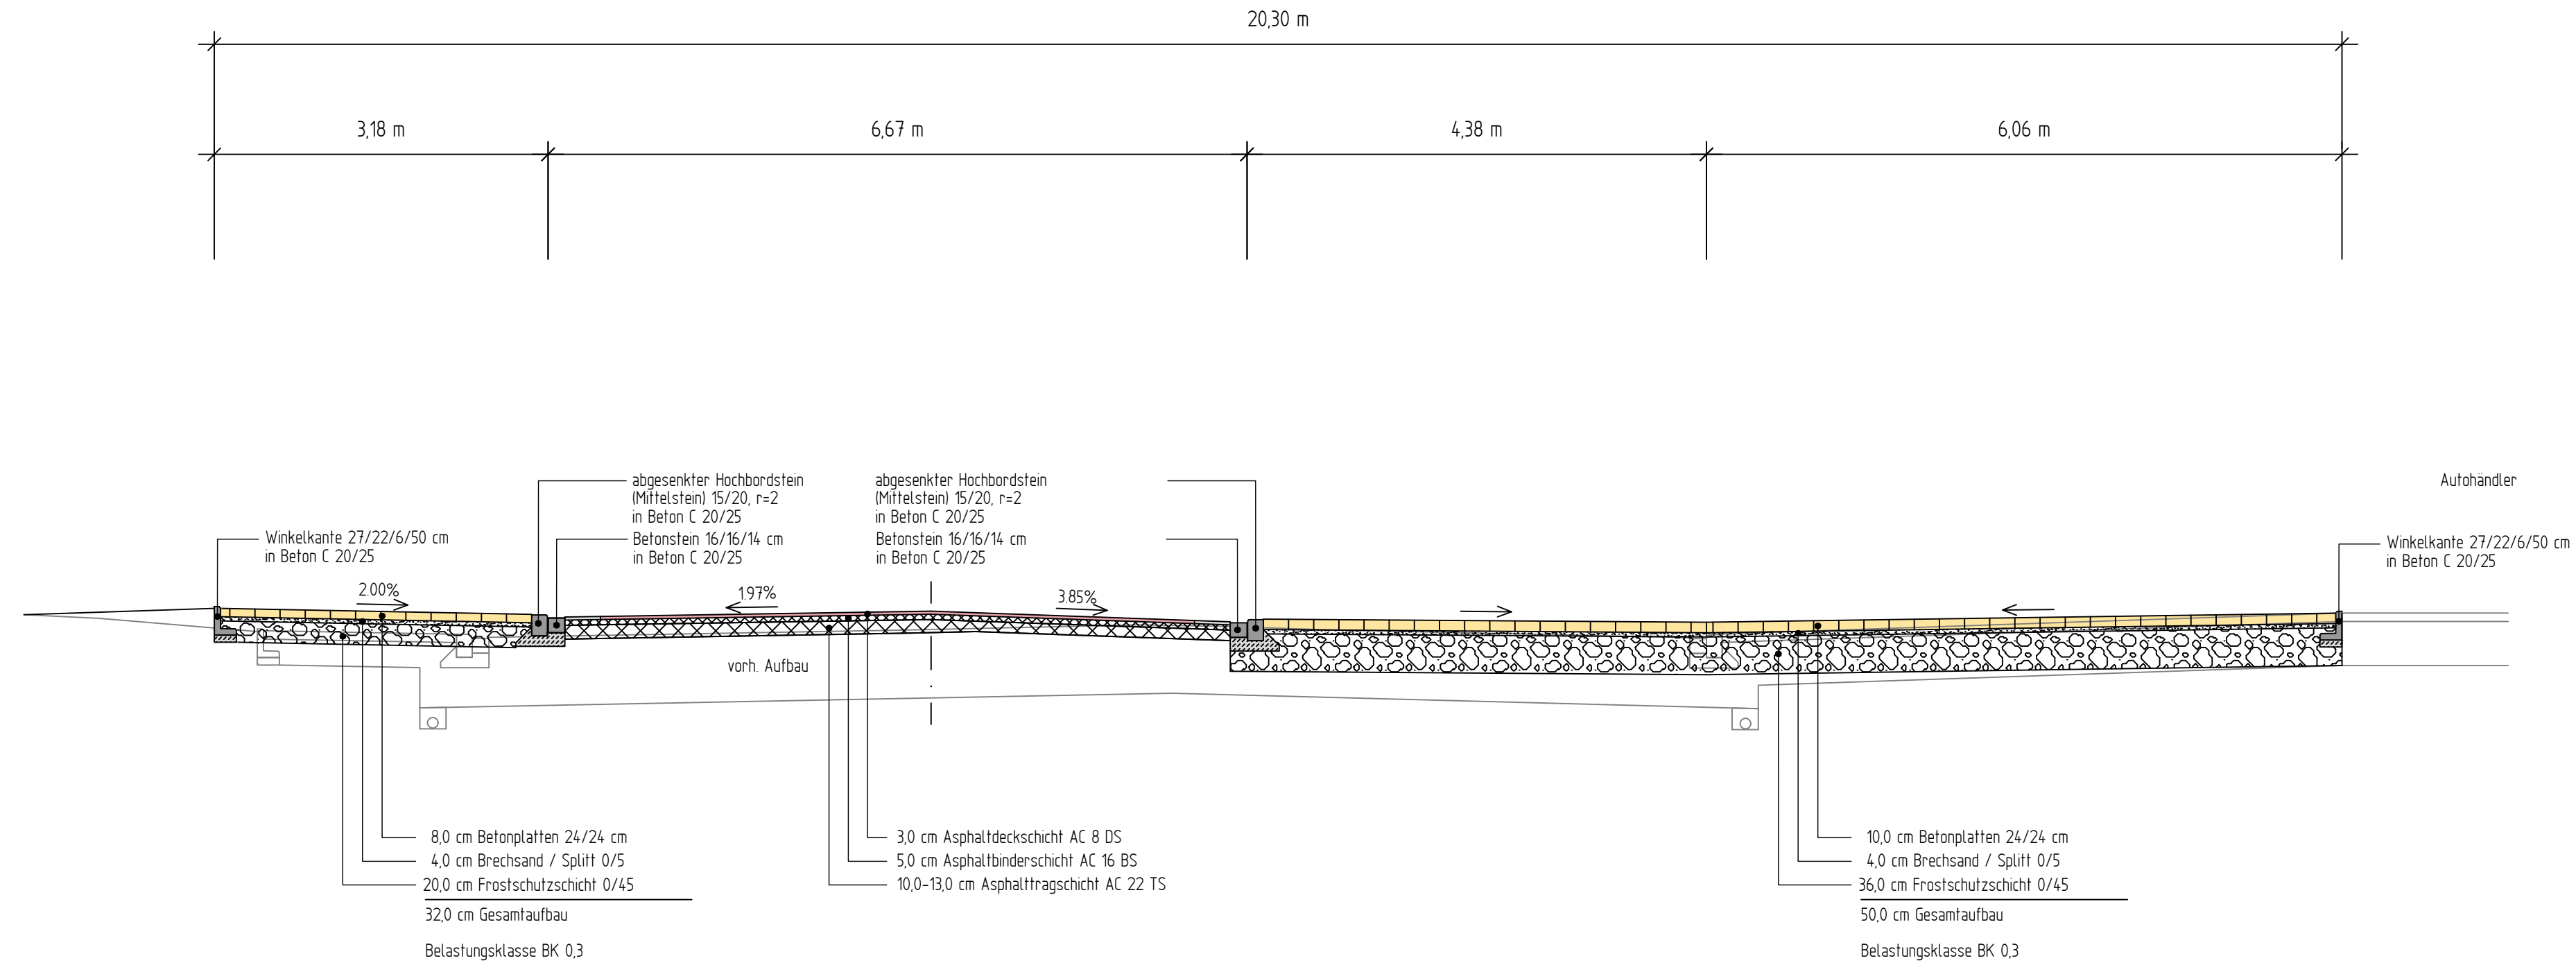 20,30 m
3,18 m
6,67 m
4,38 m
6,06 m
abgesenkter Hochbordstein
(Mittelstein) 15/20, r=2
in Beton C 20/25
Betonstein 16/16/14 cm
in Beton C 20/25
abgesenkter Hochbordstein
(Mittelstein) 15/20, r=2
in Beton C 20/25
Betonstein 16/16/14 cm
in Beton C 20/25
Autohändler
Winkelkante 27/22/6/50 cm
in Beton C 20/25
Winkelkante 27/22/6/50 cm
in Beton C 20/25
2.00%
1.97%
3.85%
vorh. Aufbau
8,0 cm Betonplatten 24/24 cm
4,0 cm Brechsand / Splitt 0/5
20,0 cm Frostschutzschicht 0/45
32,0 cm Gesamtaufbau
Belastungsklasse BK 0,3
3,0 cm Asphaltdeckschicht AC 8 DS
5,0 cm Asphaltbinderschicht AC 16 BS
10,0-13,0 cm Asphalttragschicht AC 22 TS
10,0 cm Betonplatten 24/24 cm
4,0 cm Brechsand / Splitt 0/5
36,0 cm Frostschutzschicht 0/45
50,0 cm Gesamtaufbau
Belastungsklasse BK 0,3